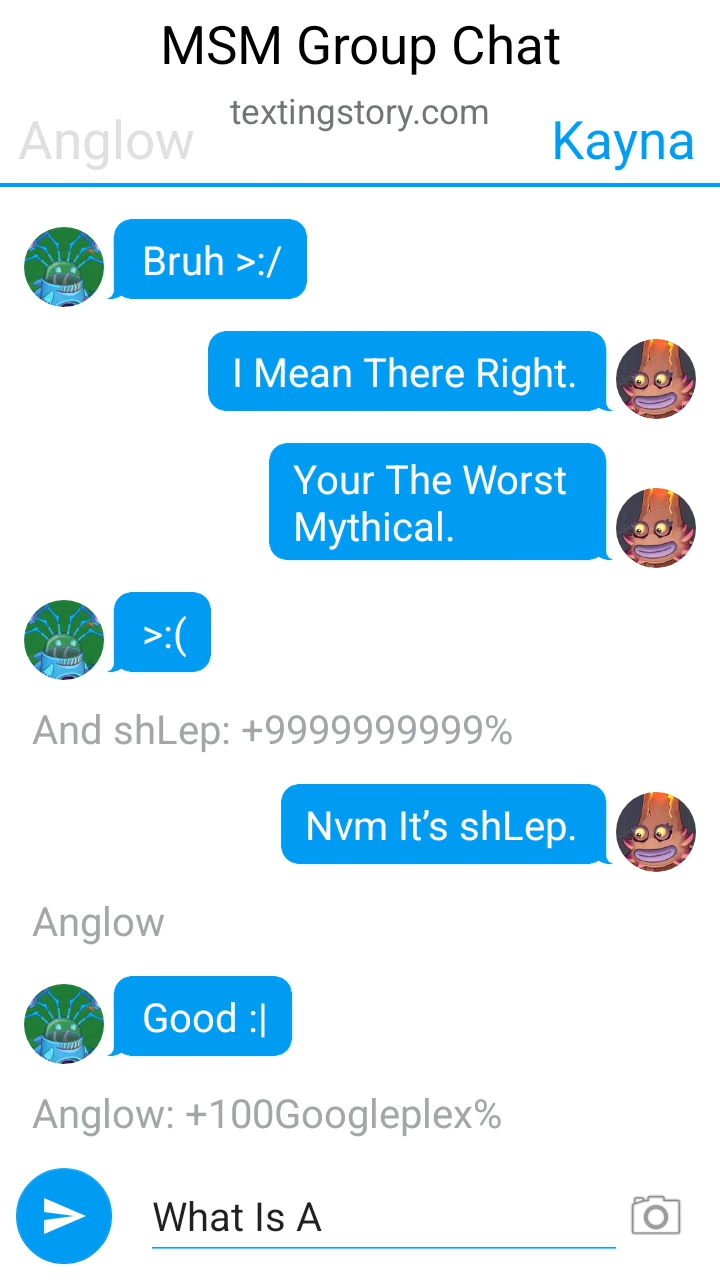 MSM Group Chat
textingstory.com
Anglow
Kayna
Bruh >:/
I Mean There Right.
Your The Worst
Mythical.
>:(
And shLep: +9999999999%
Nvm It’s shLep.
Anglow
Good :|
Anglow: +100Googleplex%
What Is A